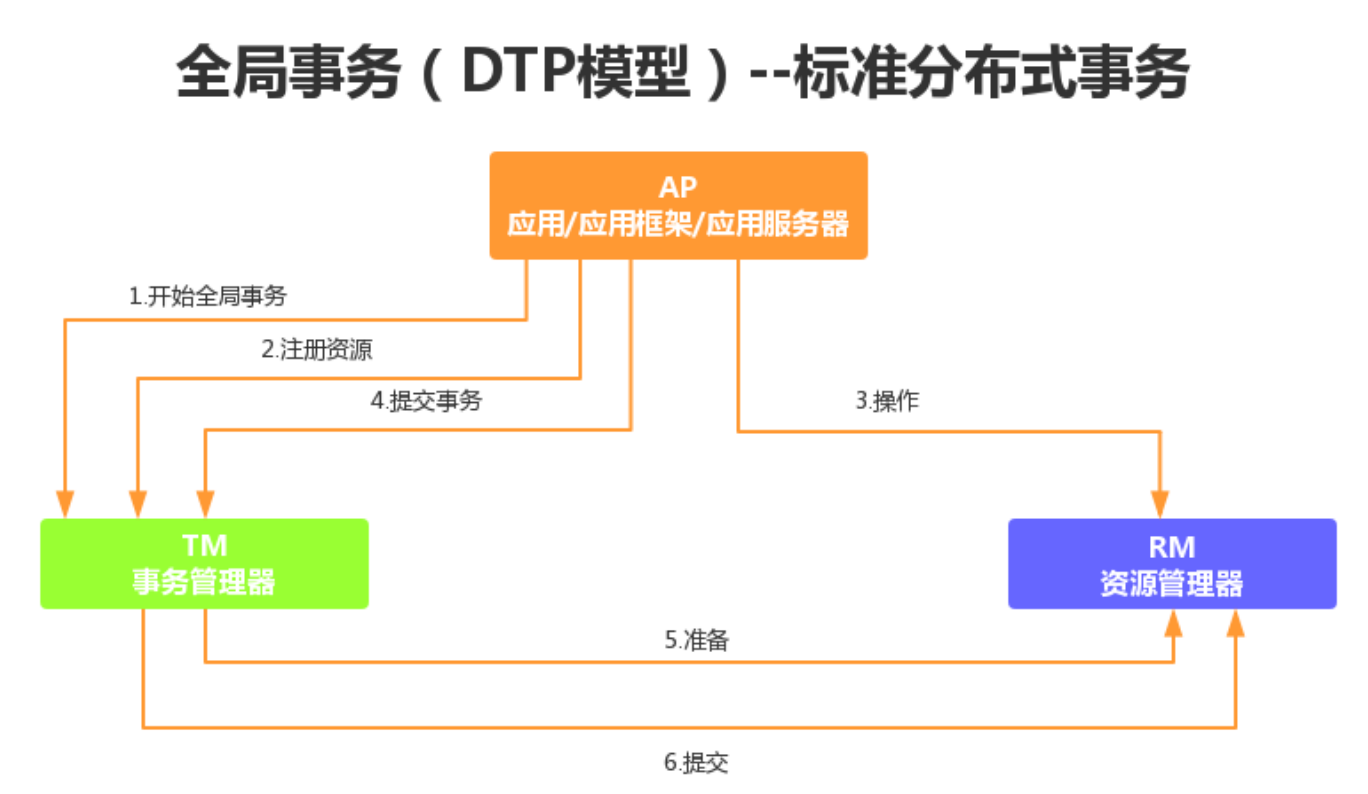 全局事务（DTP模型）--标准分布式事务
AP
应用/应用框架/应用服务器
1.开始全局事务
2.注册资源
4.提交事务
3.操作
TM
事务管理器
RM
资源管理器
5.准备
6.提交